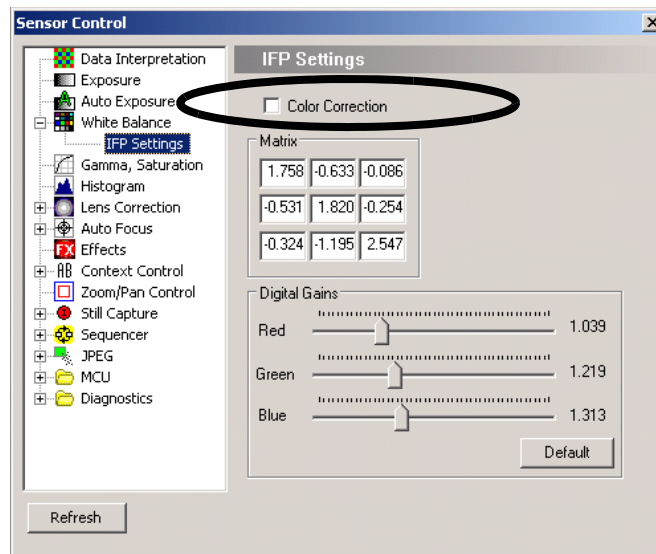 Sensor Control
Data Interpretation
Exposure
Auto Exposure
White Balance
IFP Settings
Gamma, Saturation
Histogram
Lens Correction
Auto Focus
FX Effects
AB Context Control
Zoom/Pan Control
Still Capture
Sequencer
JPEG
MCU
Diagnostics
Refresh
IFP Settings
Color Correction
Matrix
1.758 -0.633 -0.086
-0.531 1.820 -0.254
-0.324 -1.195 2.547
Digital Gains
Red 1.039
Green 1.219
Blue 1.313
Default